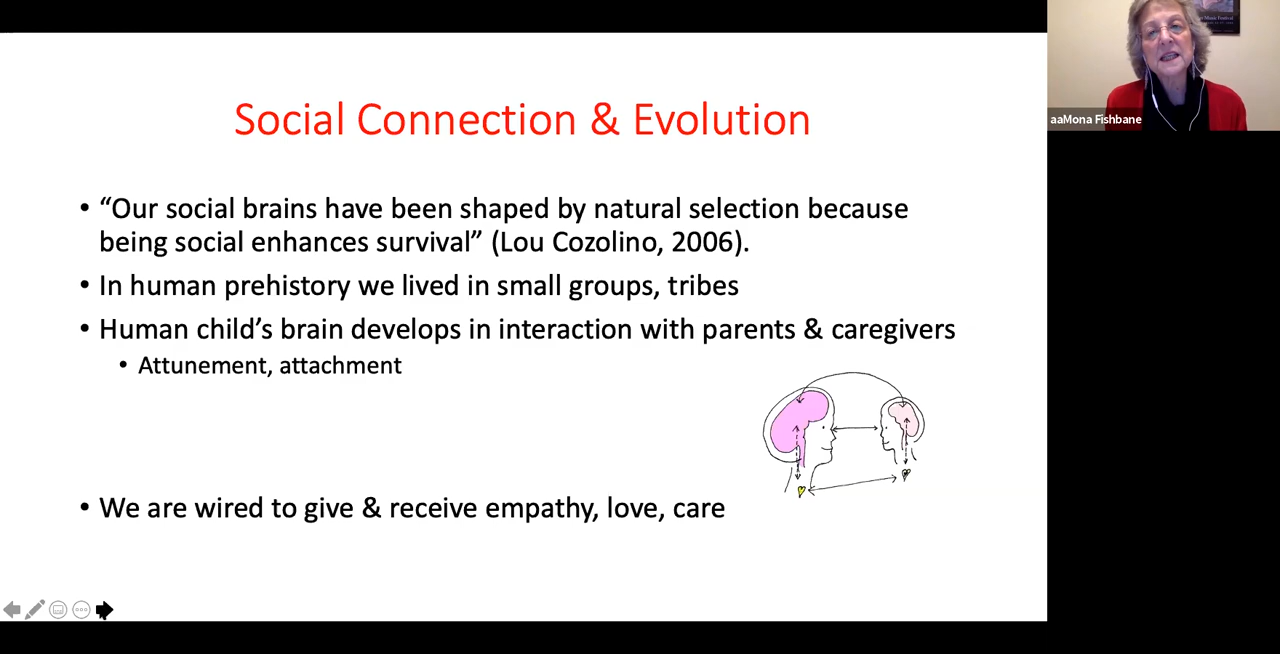 Social Connection & Evolution
• “Our social brains have been shaped by natural selection because
being social enhances survival” (Lou Cozolino, 2006).
• In human prehistory we lived in small groups, tribes
• Human child’s brain develops in interaction with parents & caregivers
• Attunement, attachment
• We are wired to give & receive empathy, love, care
Music Festival
aaMona Fishbane